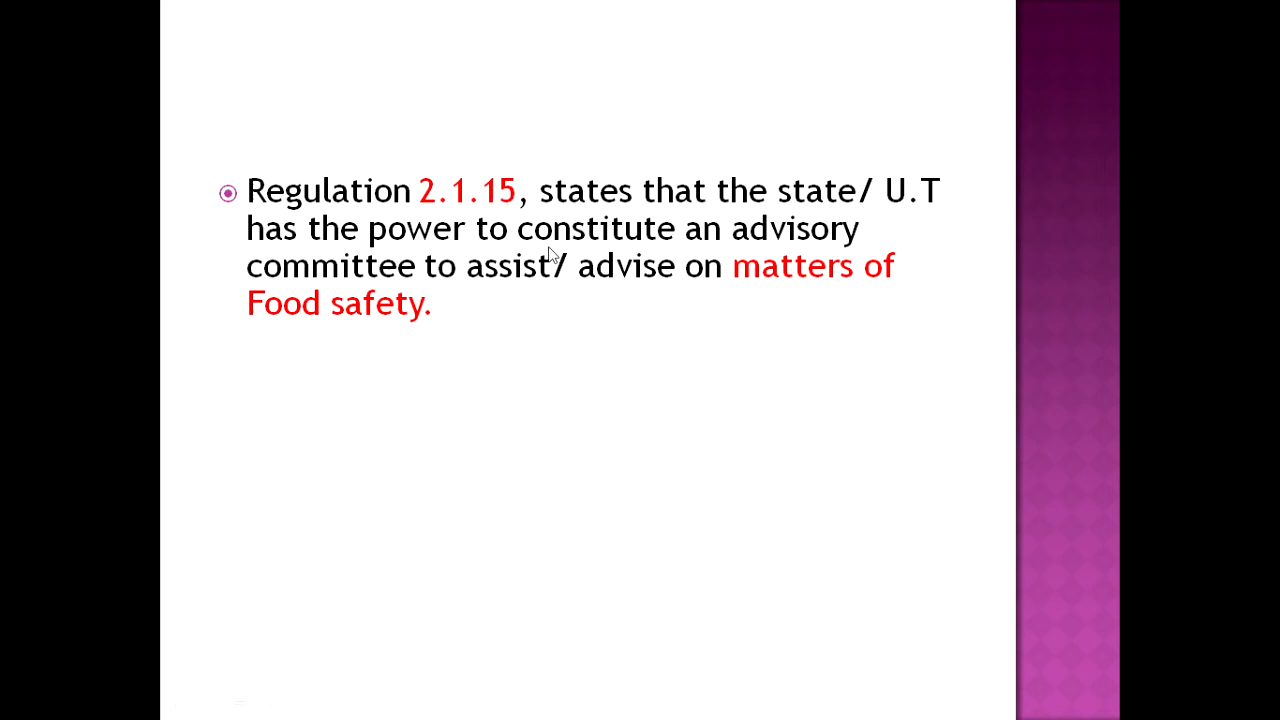 Regulation 2.1.15, states that the state/ U.T
has the power to constitute an advisory
committee to assist/ advise on matters of
Food safety.